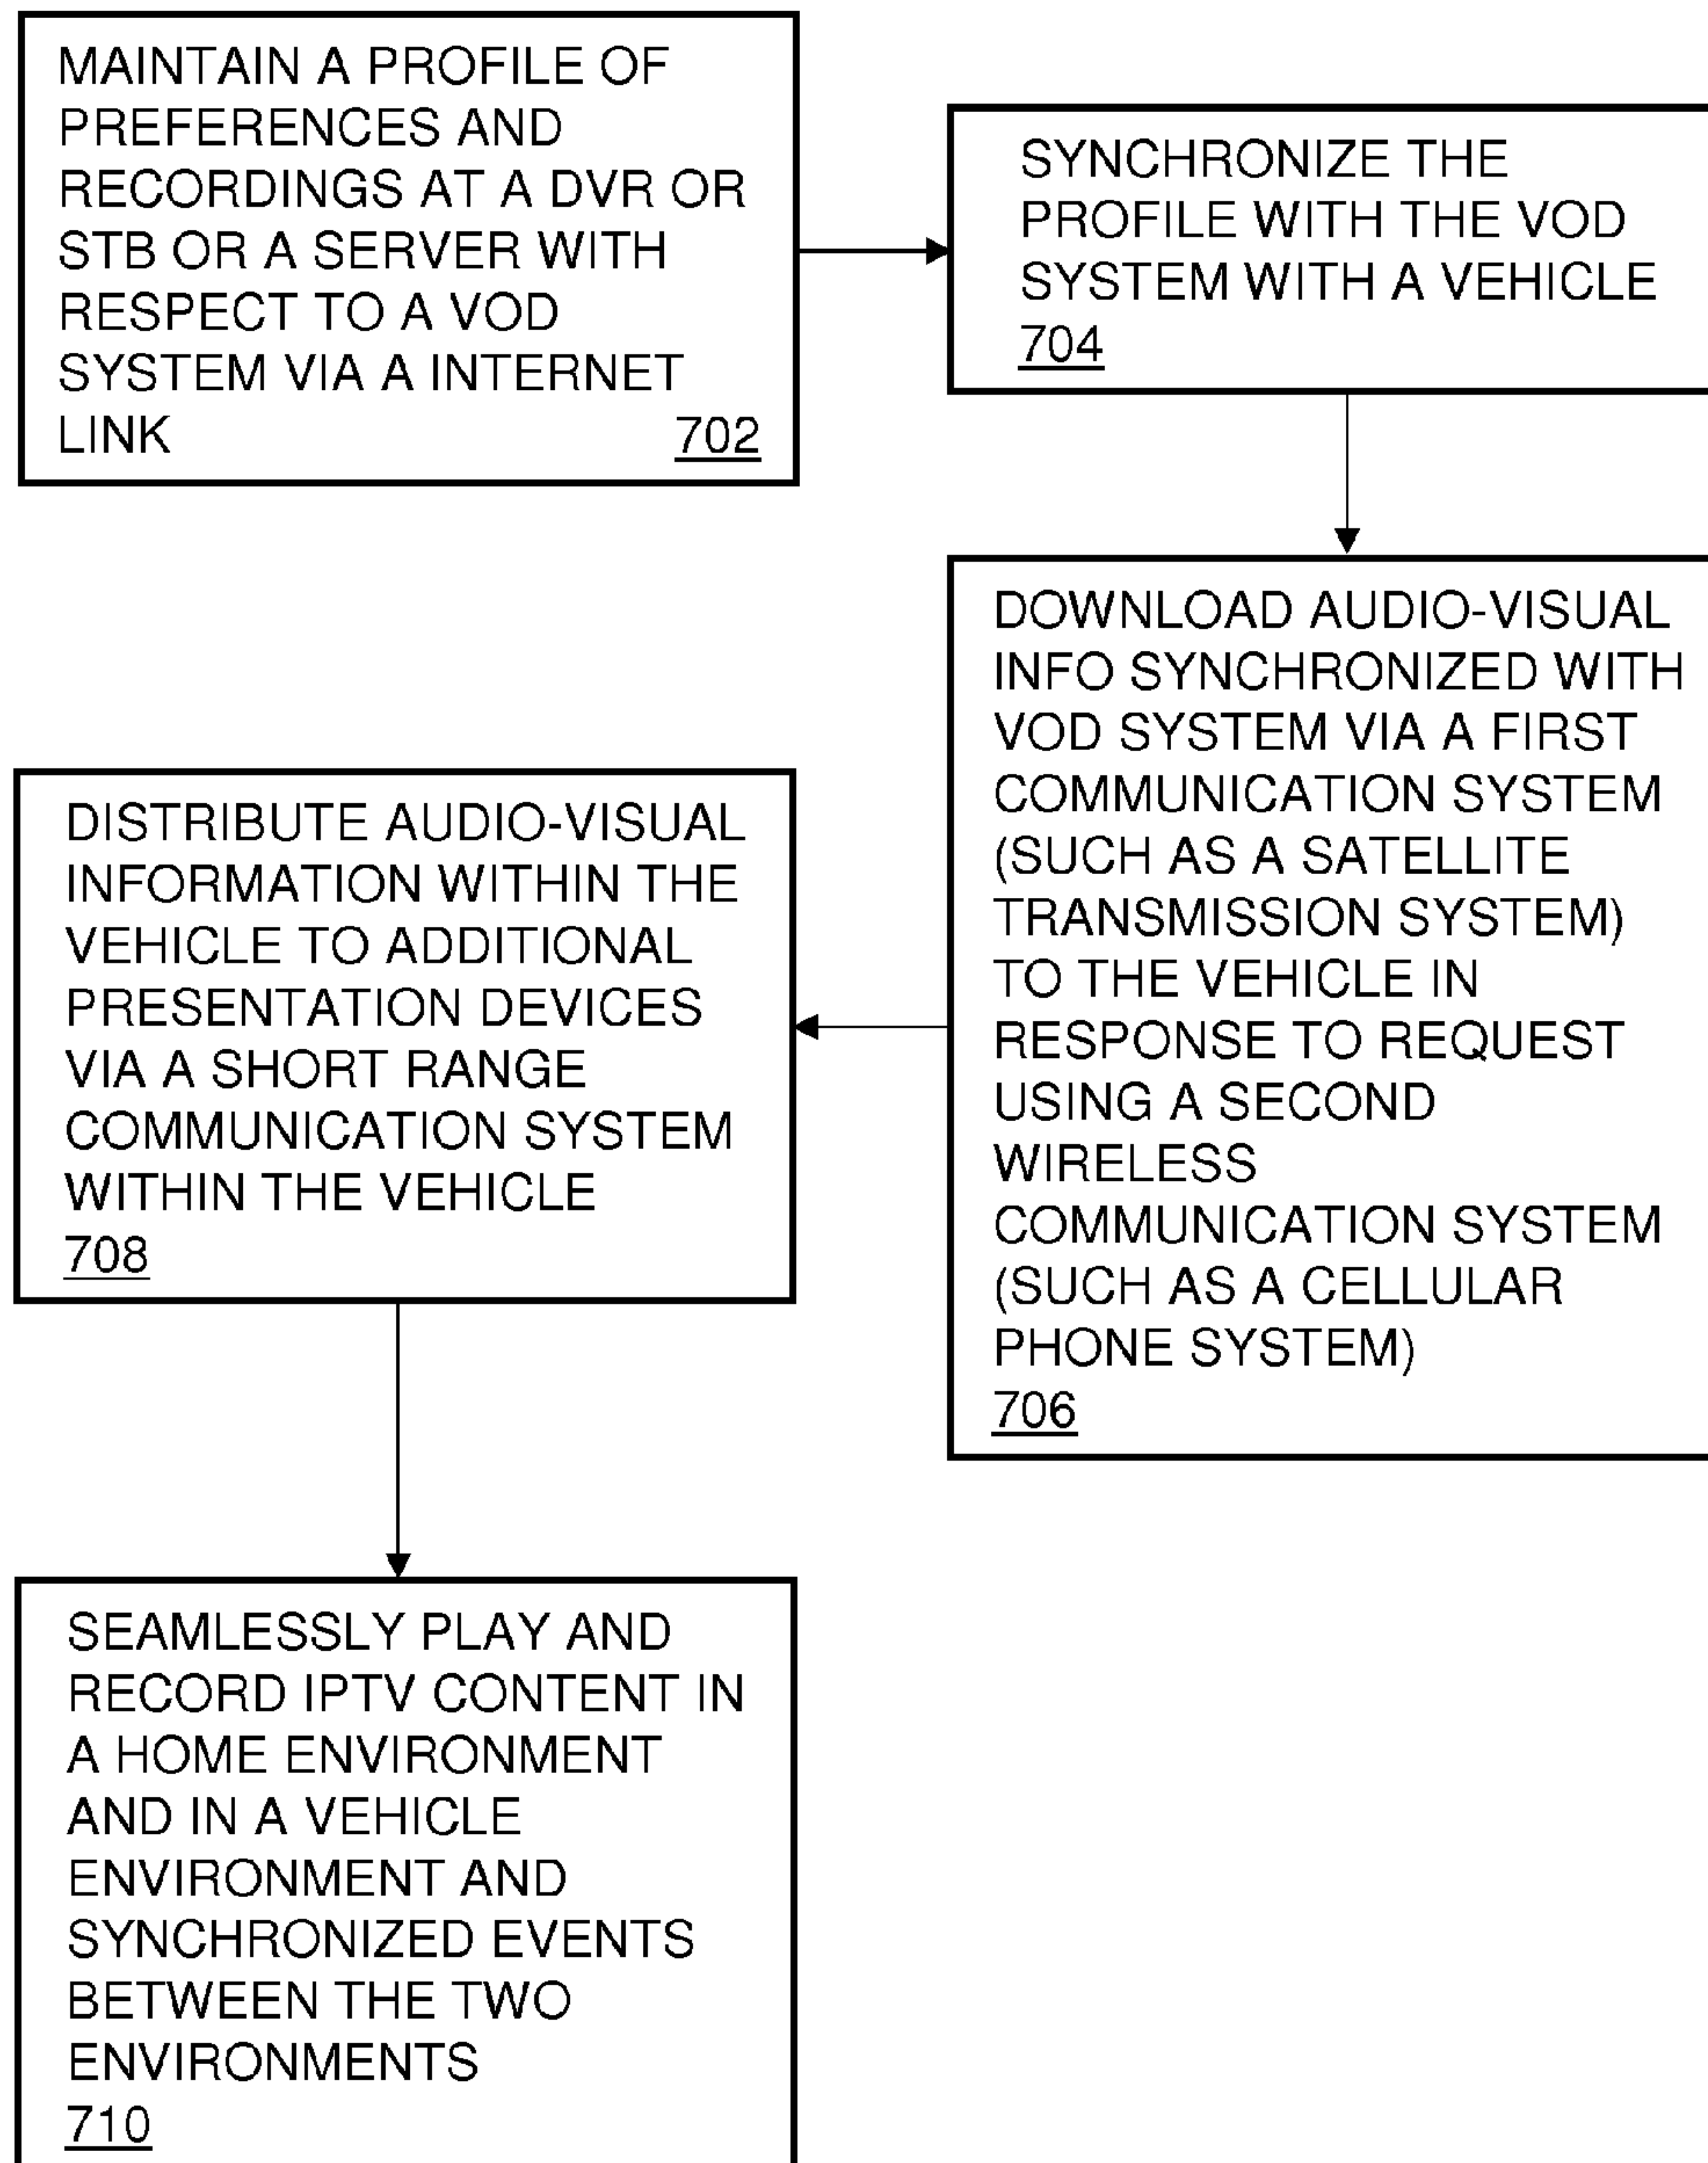 MAINTAIN A PROFILE OF
PREFERENCES AND
RECORDINGS AT A DVR OR
STB OR A SERVER WITH
RESPECT TO A VOD
SYSTEM VIA A INTERNET
LINK 702
SYNCHRONIZE THE
PROFILE WITH THE VOD
SYSTEM WITH A VEHICLE
704
DOWNLOAD AUDIO-VISUAL
INFO SYNCHRONIZED WITH
VOD SYSTEM VIA A FIRST
COMMUNICATION SYSTEM
(SUCH AS A SATELLITE
TRANSMISSION SYSTEM)
TO THE VEHICLE IN
RESPONSE TO REQUEST
USING A SECOND
WIRELESS
COMMUNICATION SYSTEM
(SUCH AS A CELLULAR
PHONE SYSTEM)
706
DISTRIBUTE AUDIO-VISUAL
INFORMATION WITHIN THE
VEHICLE TO ADDITIONAL
PRESENTATION DEVICES
VIA A SHORT RANGE
COMMUNICATION SYSTEM
WITHIN THE VEHICLE
708
SEAMLESSLY PLAY AND
RECORD IPTV CONTENT IN
A HOME ENVIRONMENT
AND IN A VEHICLE
ENVIRONMENT AND
SYNCHRONIZED EVENTS
BETWEEN THE TWO
ENVIRONMENTS
710